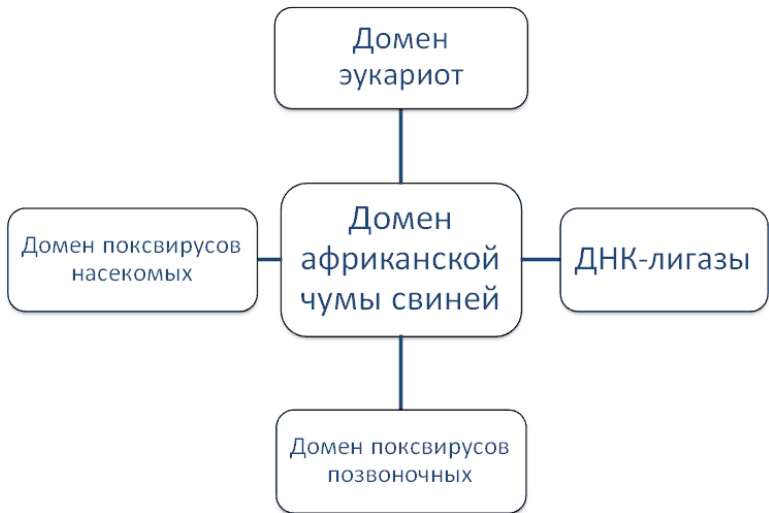 Домен
эукариот
Домен поксвирусов
насекомых
Домен
африканской
чумы свиней
ДНК-лигазы
Домен поксвирусов
позвоночных